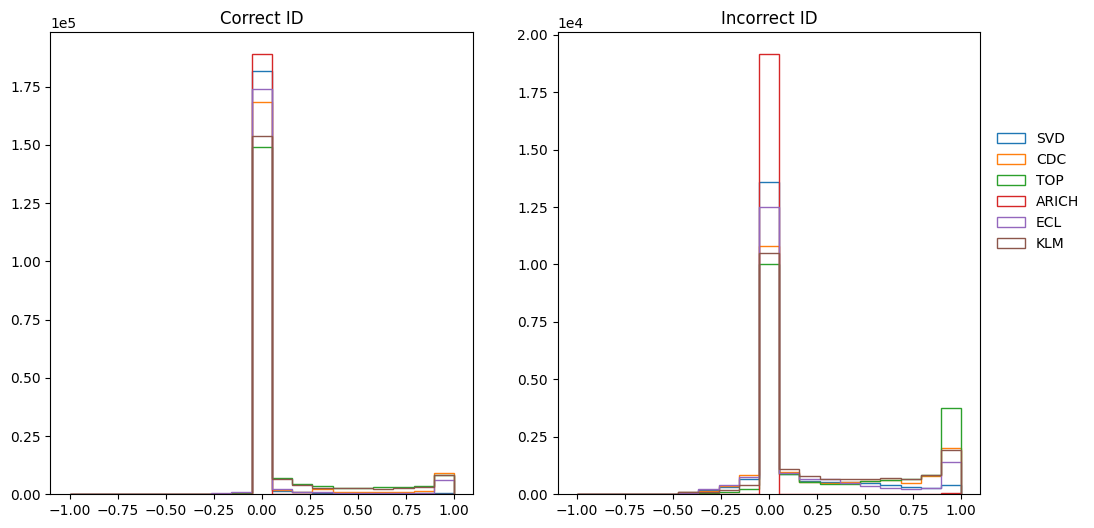 Correct ID
1e5
1.75
1.50
1.25
1.00
0.75
0.50
0.25
0.00
−1.00 −0.75 −0.50 −0.25 0.00 0.25 0.50 0.75 1.00
Incorrect ID
1e4
2.00
1.75
1.50
1.25
1.00
0.75
0.50
0.25
0.00
−1.00 −0.75 −0.50 −0.25 0.00 0.25 0.50 0.75 1.00
SVD
CDC
TOP
ARICH
ECL
KLM